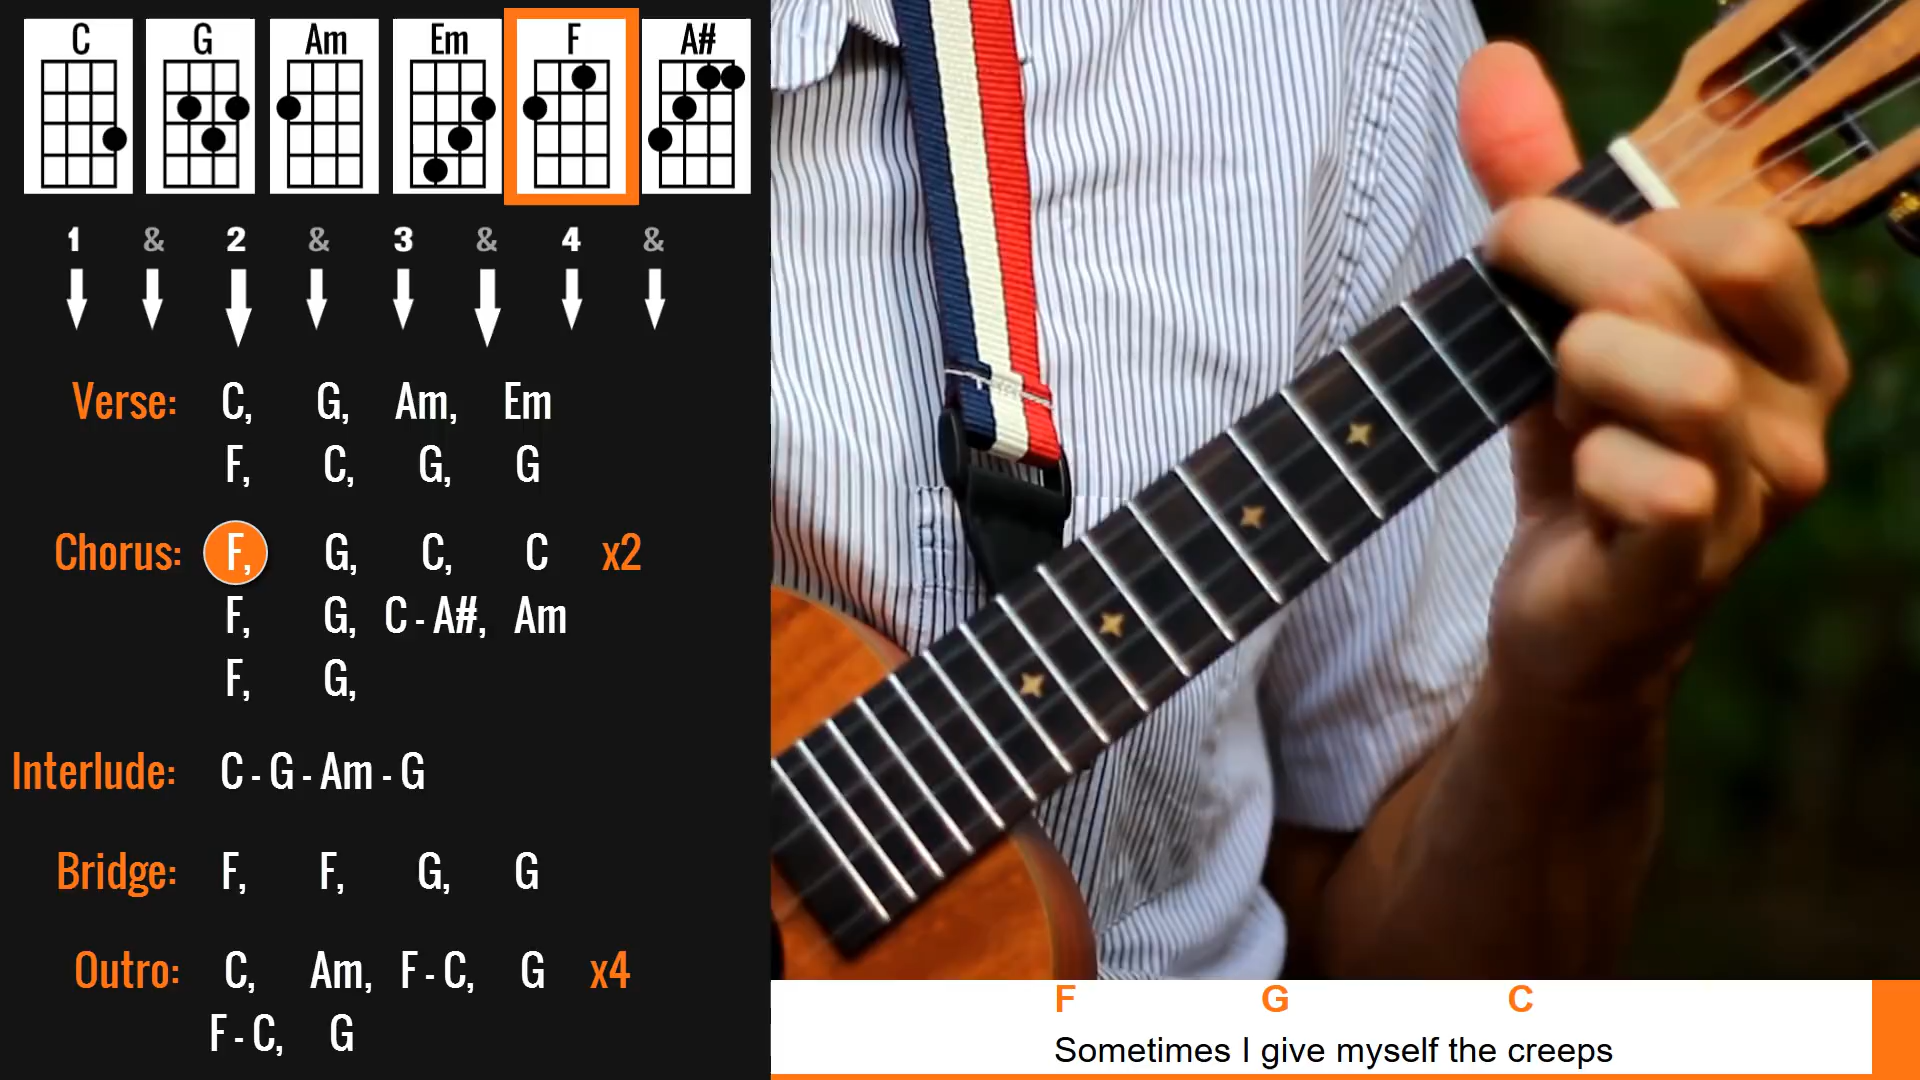 C G Am Em F A#
1 & 2 & 3 & 4 &
Verse: C, G, Am, Em
F, C, G, G
Chorus: F, G, C, C x2
F, G, C - A#, Am
F, G,
Interlude: C - G - Am - G
Bridge: F, F, G, G
Outro: C, Am, F - C, G x4
F - C, G
F G C
Sometimes I give myself the creeps